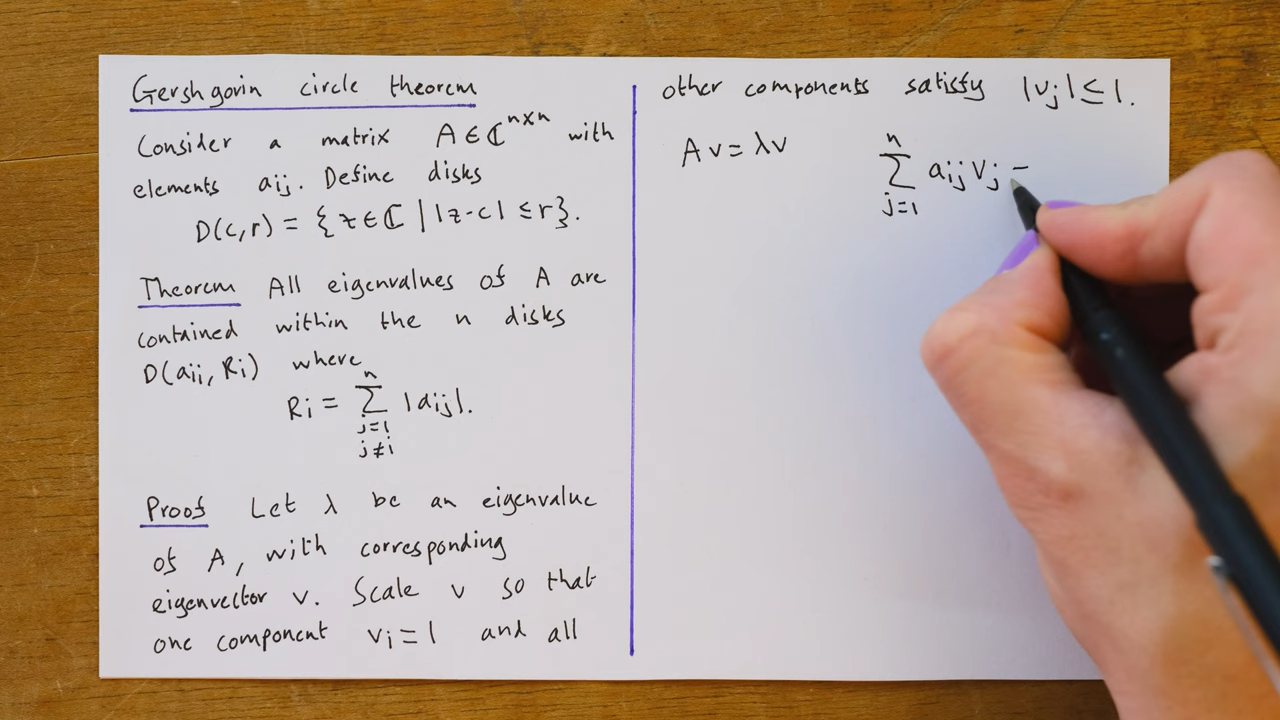 Gershgorin circle theorem
Consider a matrix A ∈ ℂⁿˣⁿ with
elements aᵢⱼ. Define disks
D(c,r) = {z ∈ ℂ | |z-c| ≤ r}.
Theorem All eigenvalues of A are
contained within the n disks
D(aᵢᵢ, Rᵢ) where
n
Rᵢ = Σ |aᵢⱼ|.
j=1
j≠i
Proof Let λ be an eigenvalue
of A, with corresponding
eigenvector v. Scale v so that
one component vᵢ = 1 and all
other components satisfy |vⱼ| ≤ 1.
n
Av = λv Σ aᵢⱼ vⱼ -
j=1